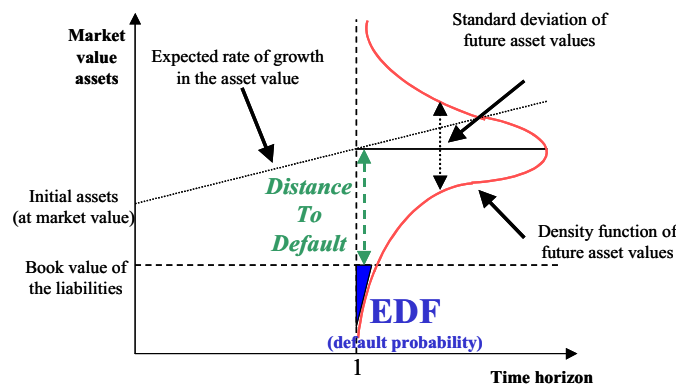 Market
value
assets
Expected rate of growth
in the asset value
Standard deviation of
future asset values
Initial assets
(at market value)
Distance
To
Default
Density function of
future asset values
Book value of
the liabilities
EDF
(default probability)
1
Time horizon